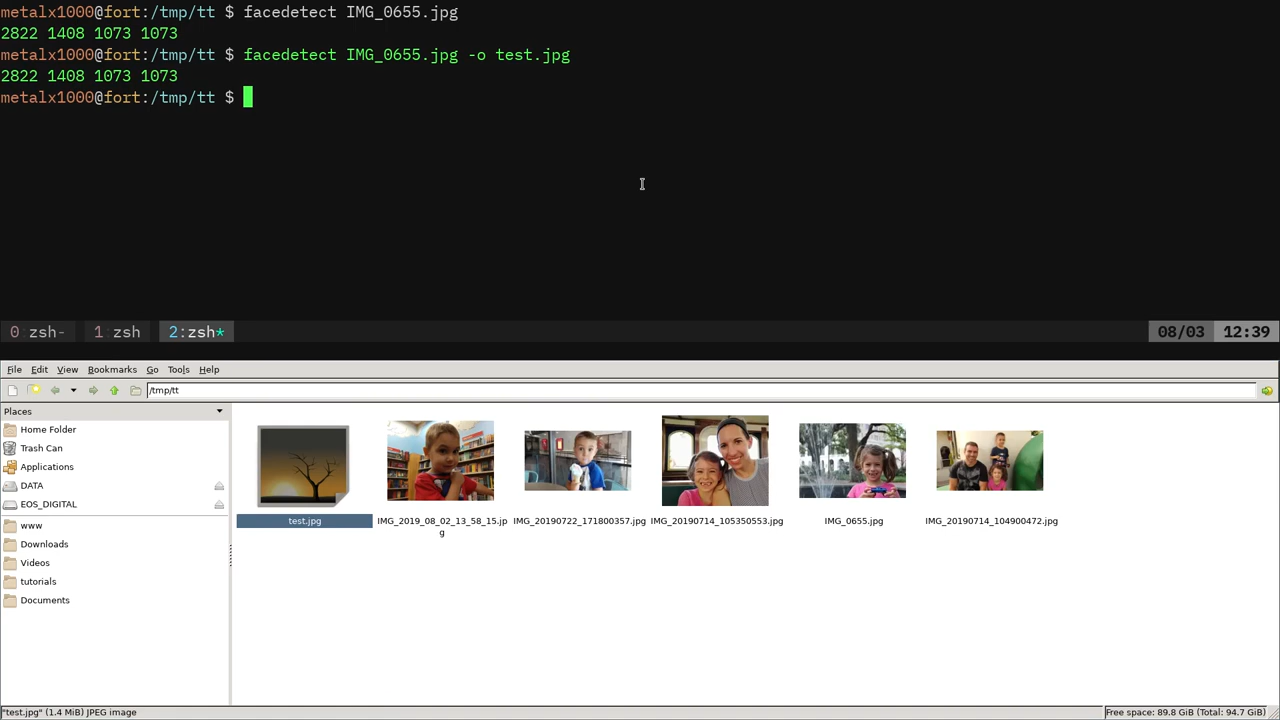 metalx1000@fort:/tmp/tt $ facedetect IMG_0655.jpg
2822 1408 1073 1073
metalx1000@fort:/tmp/tt $ facedetect IMG_0655.jpg -o test.jpg
2822 1408 1073 1073
metalx1000@fort:/tmp/tt $
0 zsh- 1 zsh 2:zsh* 08/03 12:39
File Edit View Bookmarks Go Tools Help
/tmp/tt
Places
Home Folder
Trash Can
Applications
DATA
EOS_DIGITAL
www
Downloads
Videos
tutorials
Documents
test.jpg IMG_2019_08_02_13_58_15.jp IMG_20190722_171800357.jpg IMG_20190714_105350553.jpg IMG_0655.jpg IMG_20190714_104900472.jpg
g
"test.jpg" (1.4 MiB) JPEG image Free space: 89.8 GiB (Total: 94.7 GiB)